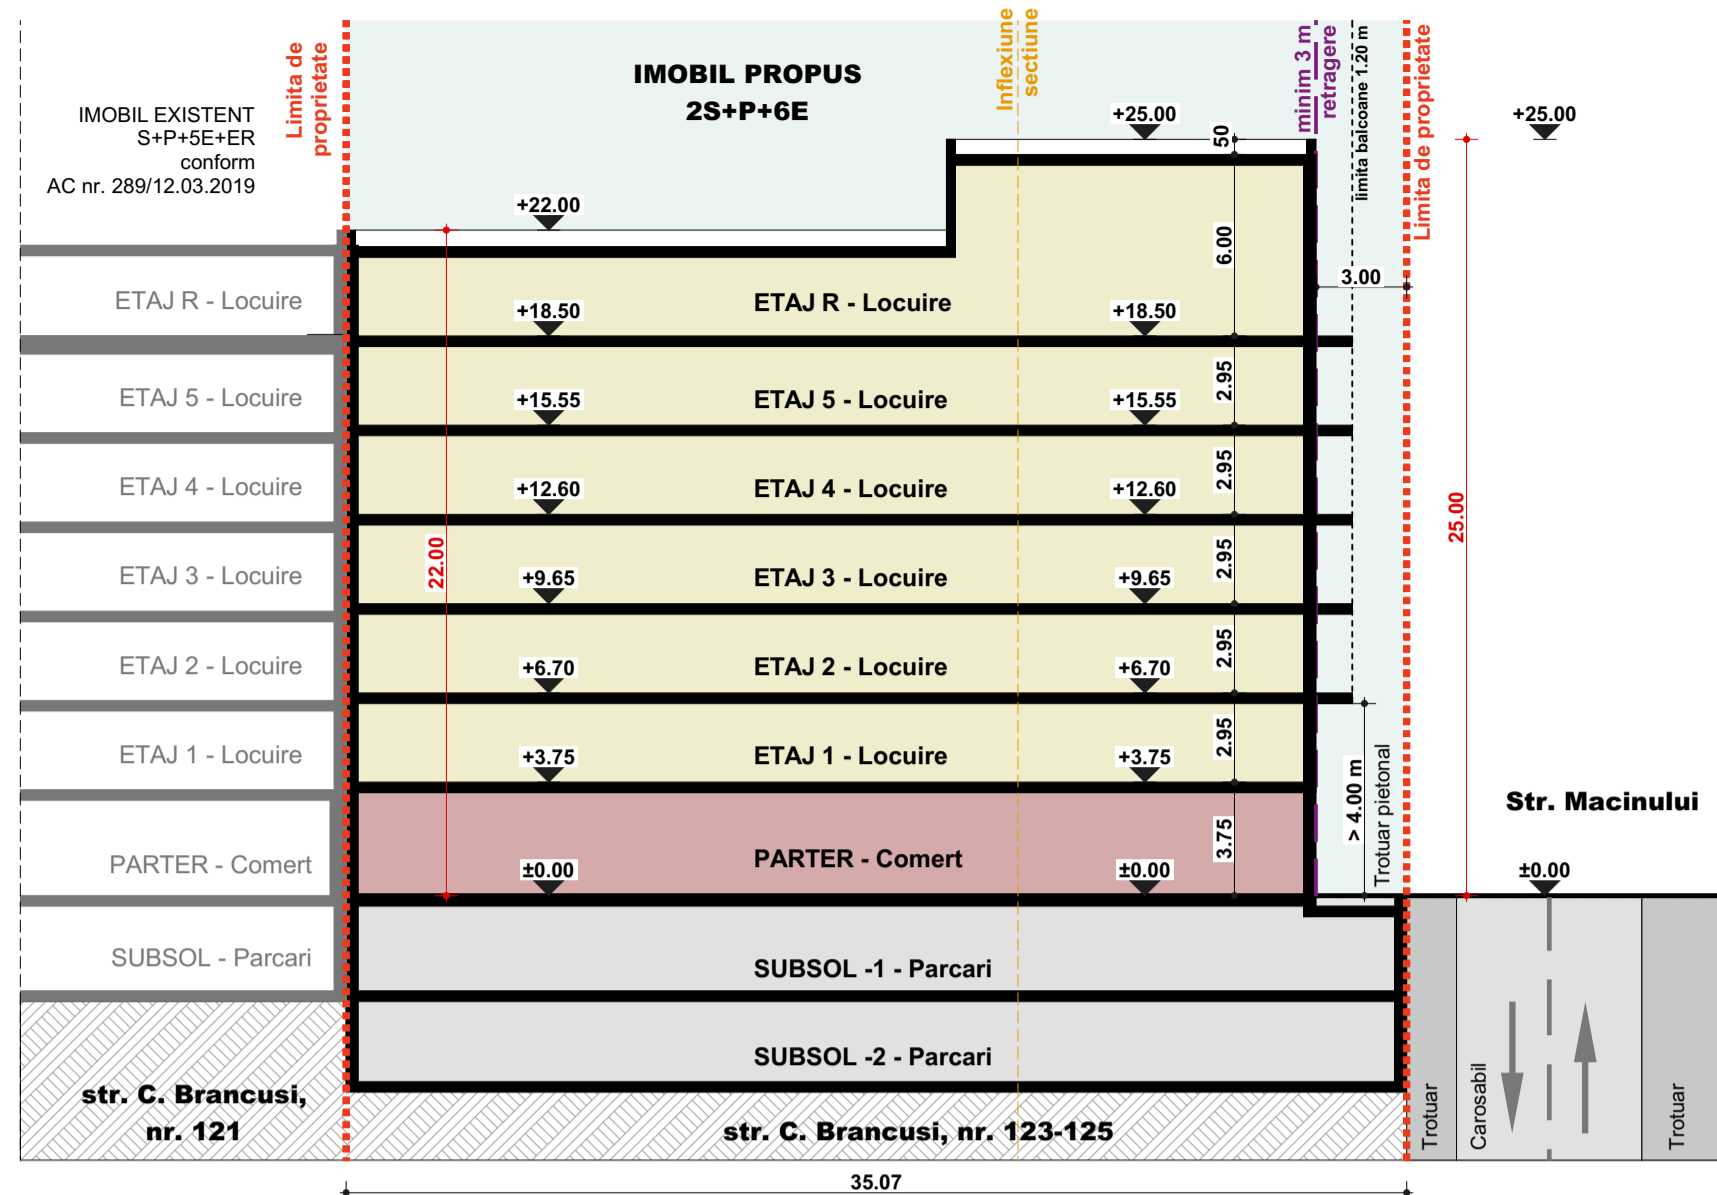 IMOBIL EXISTENT
S+P+5E+ER
conform
AC nr. 289/12.03.2019
Limita de
proprietate
IMOBIL PROPUS
2S+P+6E
Inflexiune
sectiune
minim 3 m
retragere
limita balcoane 1.20 m
Limita de proprietate
+25.00
+25.00
50
+22.00
6.00
3.00
ETAJ R - Locuire
ETAJ R - Locuire
+18.50
+18.50
2.95
ETAJ 5 - Locuire
ETAJ 5 - Locuire
+15.55
+15.55
2.95
ETAJ 4 - Locuire
ETAJ 4 - Locuire
+12.60
+12.60
25.00
22.00
2.95
ETAJ 3 - Locuire
ETAJ 3 - Locuire
+9.65
+9.65
2.95
ETAJ 2 - Locuire
ETAJ 2 - Locuire
+6.70
+6.70
2.95
ETAJ 1 - Locuire
ETAJ 1 - Locuire
+3.75
+3.75
> 4.00 m
Trotuar pietonal
Str. Macinului
3.75
PARTER - Comert
PARTER - Comert
±0.00
±0.00
±0.00
SUBSOL - Parcari
SUBSOL -1 - Parcari
SUBSOL -2 - Parcari
str. C. Brancusi,
nr. 121
str. C. Brancusi, nr. 123-125
Trotuar
Carosabil
Trotuar
35.07